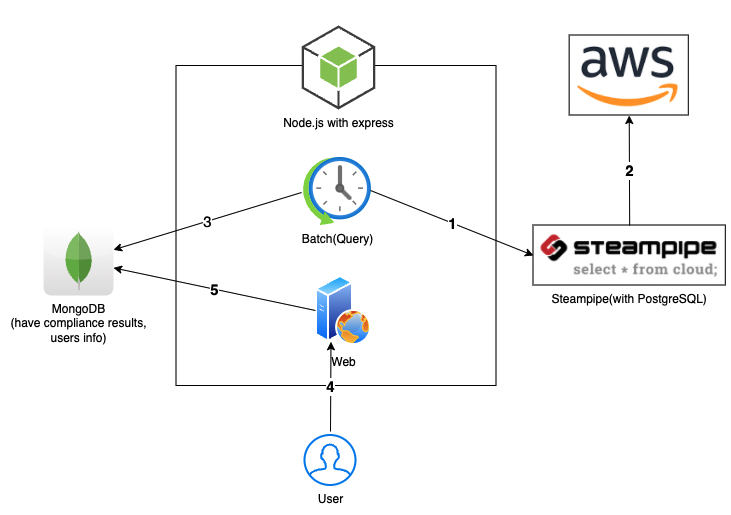 Node.js with express
aws
Batch(Query)
3
1
2
steampipe
select * from cloud;
Steampipe(with PostgreSQL)
MongoDB
(have compliance results,
users info)
5
Web
4
User